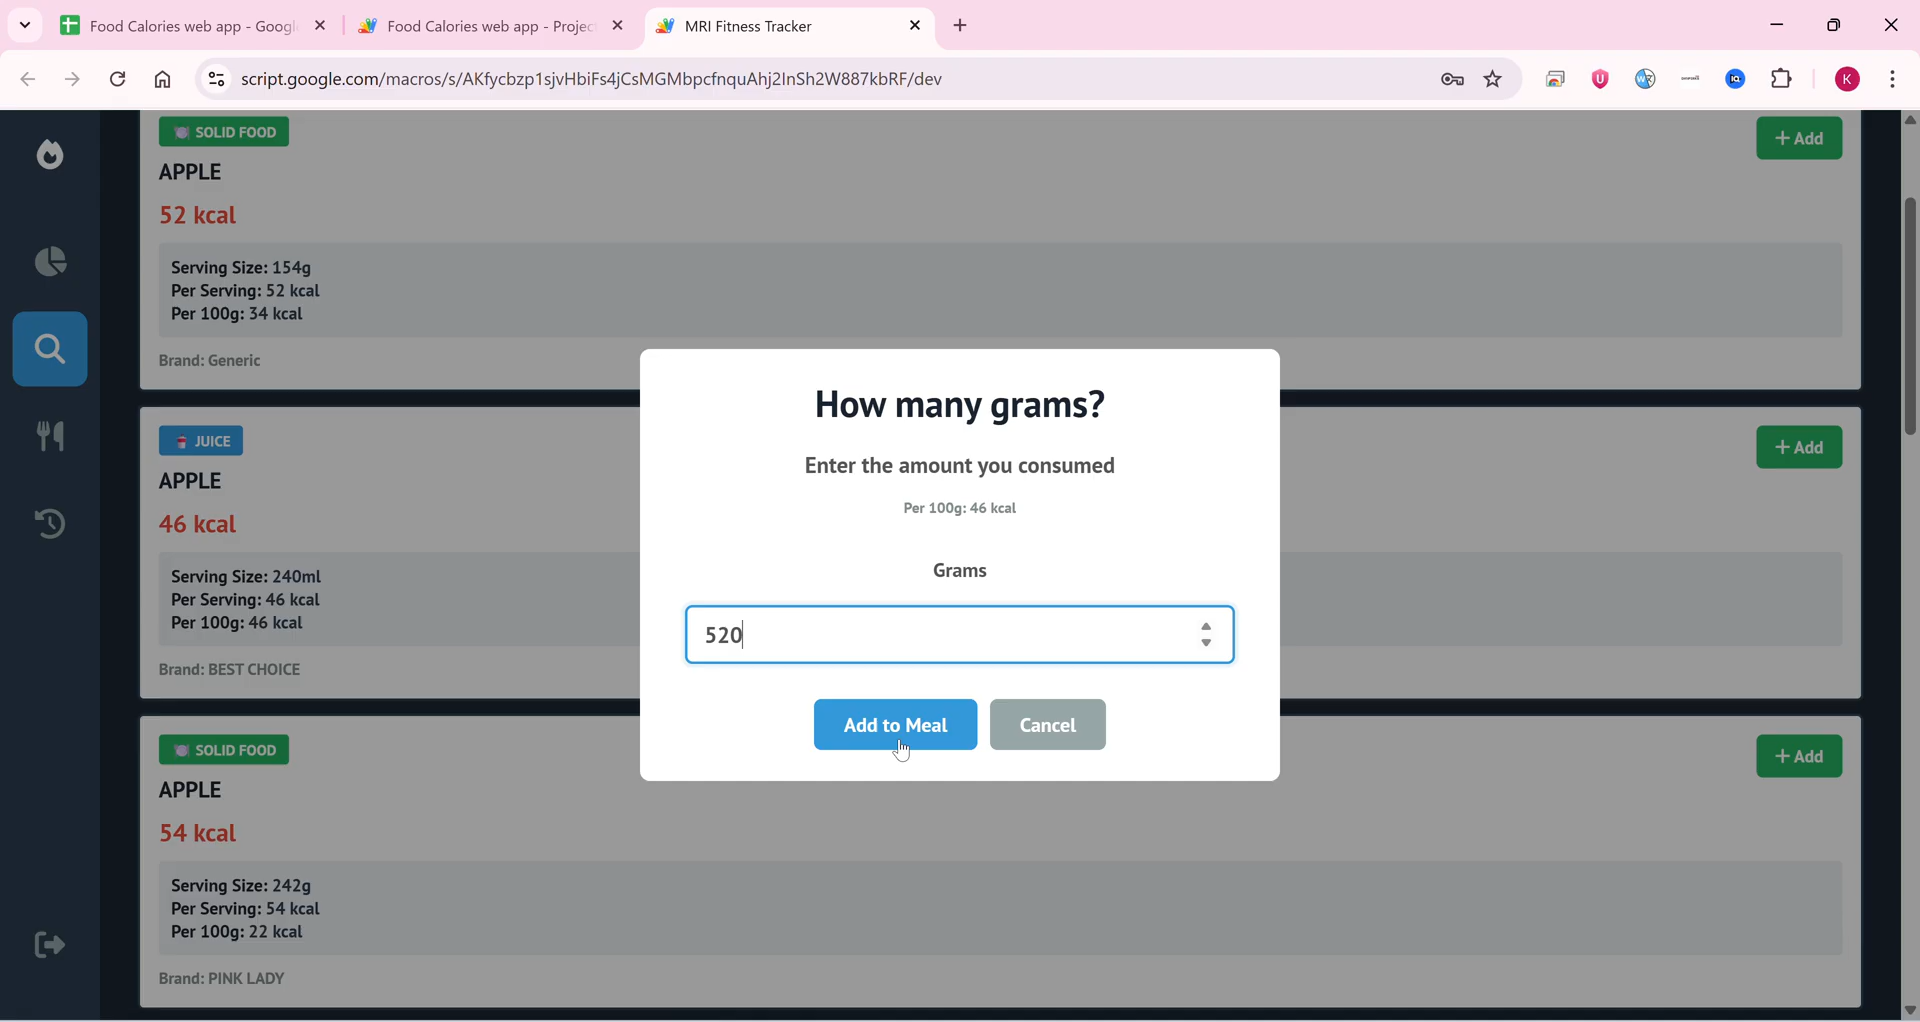 Food Calories web app - Googl
Food Calories web app - Projec
MRI Fitness Tracker
script.google.com/macros/s/AKfycbzp1sjvHbiFs4jCsMGMbpcfnquAhj2InSh2W887kbRF/dev
K
SOLID FOOD
+ Add
APPLE
52 kcal
Serving Size: 154g
Per Serving: 52 kcal
Per 100g: 34 kcal
Brand: Generic
JUICE
+ Add
APPLE
46 kcal
Serving Size: 240ml
Per Serving: 46 kcal
Per 100g: 46 kcal
Brand: BEST CHOICE
SOLID FOOD
+ Add
APPLE
54 kcal
Serving Size: 242g
Per Serving: 54 kcal
Per 100g: 22 kcal
Brand: PINK LADY
How many grams?
Enter the amount you consumed
Per 100g: 46 kcal
Grams
520
Add to Meal
Cancel